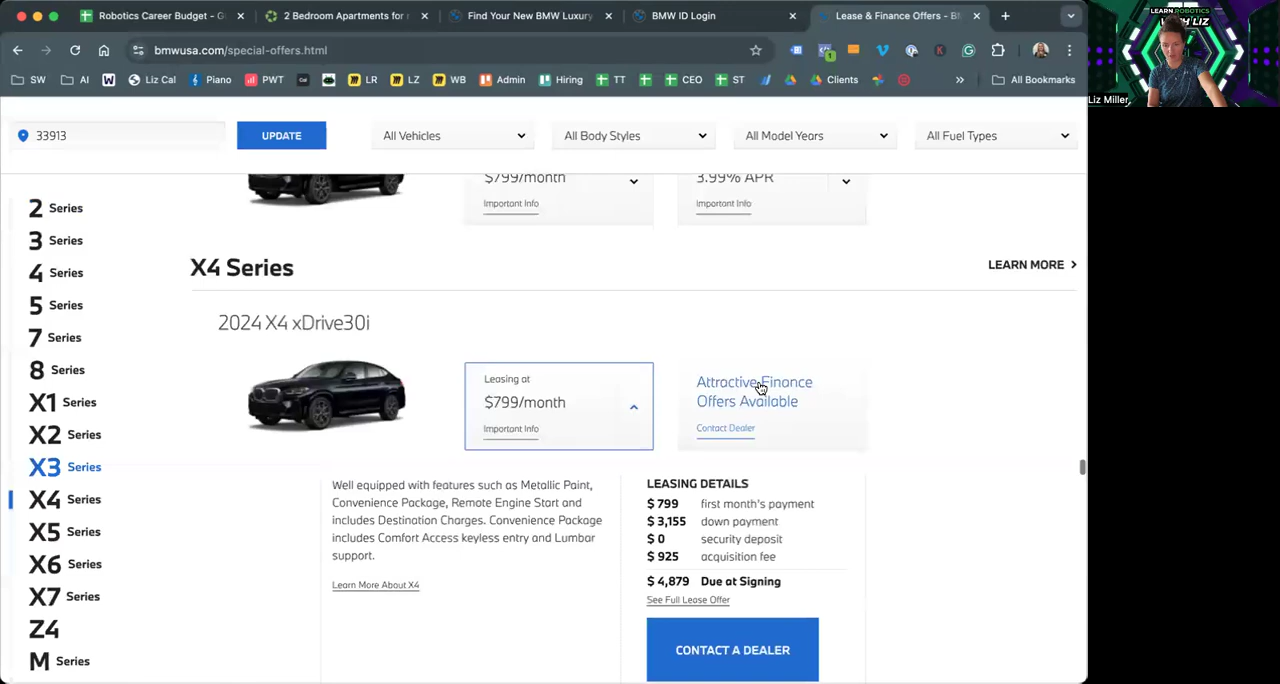 Robotics Career Budget - G
2 Bedroom Apartments for
Find Your New BMW Luxury
BMW ID Login
Lease & Finance Offers - BM
LEARN ROBOTICS
WITH LIZ
bmwusa.com/special-offers.html
SW
AI
W
Liz Cal
Piano
PWT
Cal
LR
LZ
WB
Admin
Hiring
TT
CEO
ST
Clients
»
All Bookmarks
Liz Miller
33913
UPDATE
All Vehicles
All Body Styles
All Model Years
All Fuel Types
$799/month
3.99% APR
Important Info
Important Info
2 Series
3 Series
4 Series
5 Series
7 Series
8 Series
X1 Series
X2 Series
X3 Series
X4 Series
X5 Series
X6 Series
X7 Series
Z4
M Series
X4 Series
LEARN MORE
2024 X4 xDrive30i
Leasing at
$799/month
Important Info
Attractive Finance
Offers Available
Contact Dealer
Well equipped with features such as Metallic Paint,
Convenience Package, Remote Engine Start and
includes Destination Charges. Convenience Package
includes Comfort Access keyless entry and Lumbar
support.
Learn More About X4
LEASING DETAILS
$ 799 first month's payment
$ 3,155 down payment
$ 0 security deposit
$ 925 acquisition fee
$ 4,879 Due at Signing
See Full Lease Offer
CONTACT A DEALER